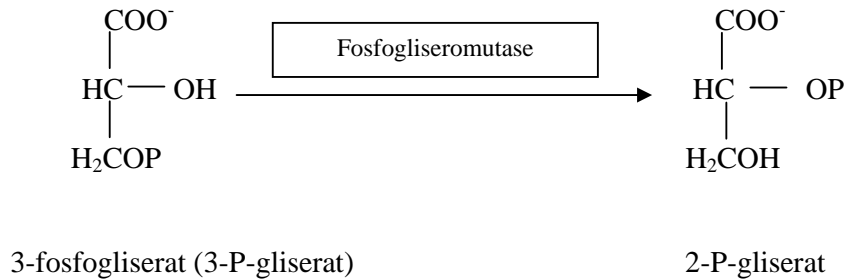 COO⁻ COO⁻
Fosfogliseromutase
HC OH HC OP
H₂COP H₂COH
3-fosfogliserat (3-P-gliserat) 2-P-gliserat